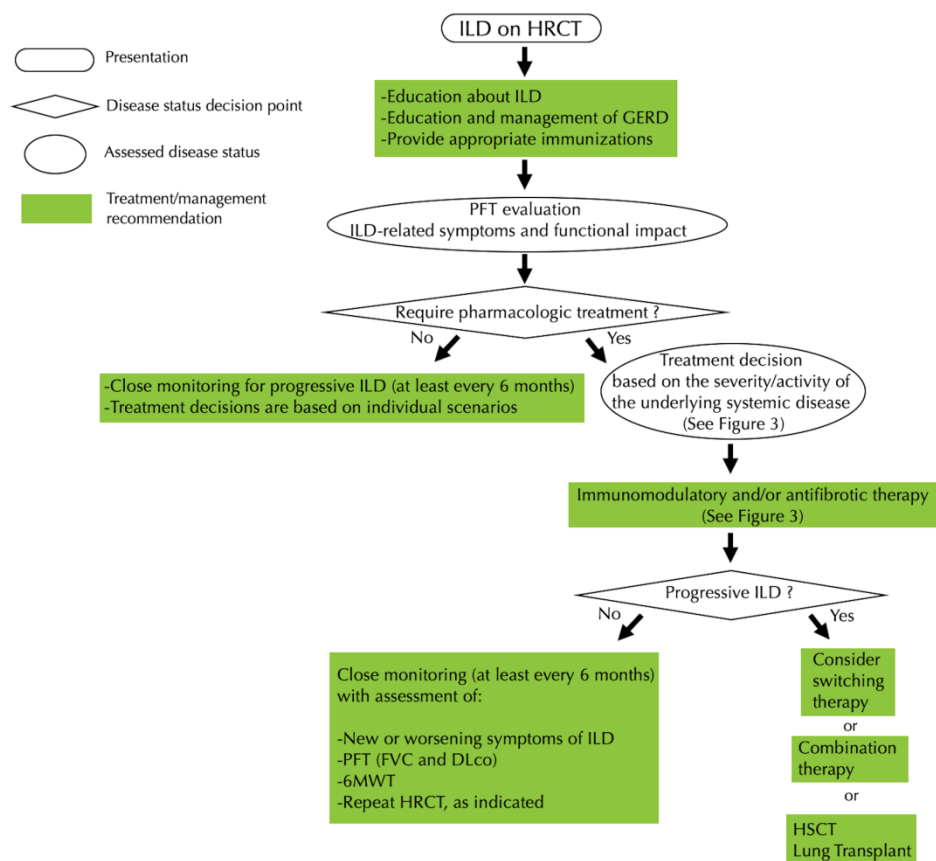 ILD on HRCT
Presentation
Disease status decision point
Assessed disease status
Treatment/management
recommendation
-Education about ILD
-Education and management of GERD
-Provide appropriate immunizations
PFT evaluation
ILD-related symptoms and functional impact
Require pharmacologic treatment ?
No
Yes
-Close monitoring for progressive ILD (at least every 6 months)
-Treatment decisions are based on individual scenarios
Treatment decision
based on the severity/activity of
the underlying systemic disease
(See Figure 3)
Immunomodulatory and/or antifibrotic therapy
(See Figure 3)
Progressive ILD ?
No
Yes
Close monitoring (at least every 6 months)
with assessment of:
-New or worsening symptoms of ILD
-PFT (FVC and DLco)
-6MWT
-Repeat HRCT, as indicated
Consider
switching
therapy
or
Combination
therapy
or
HSCT
Lung Transplant